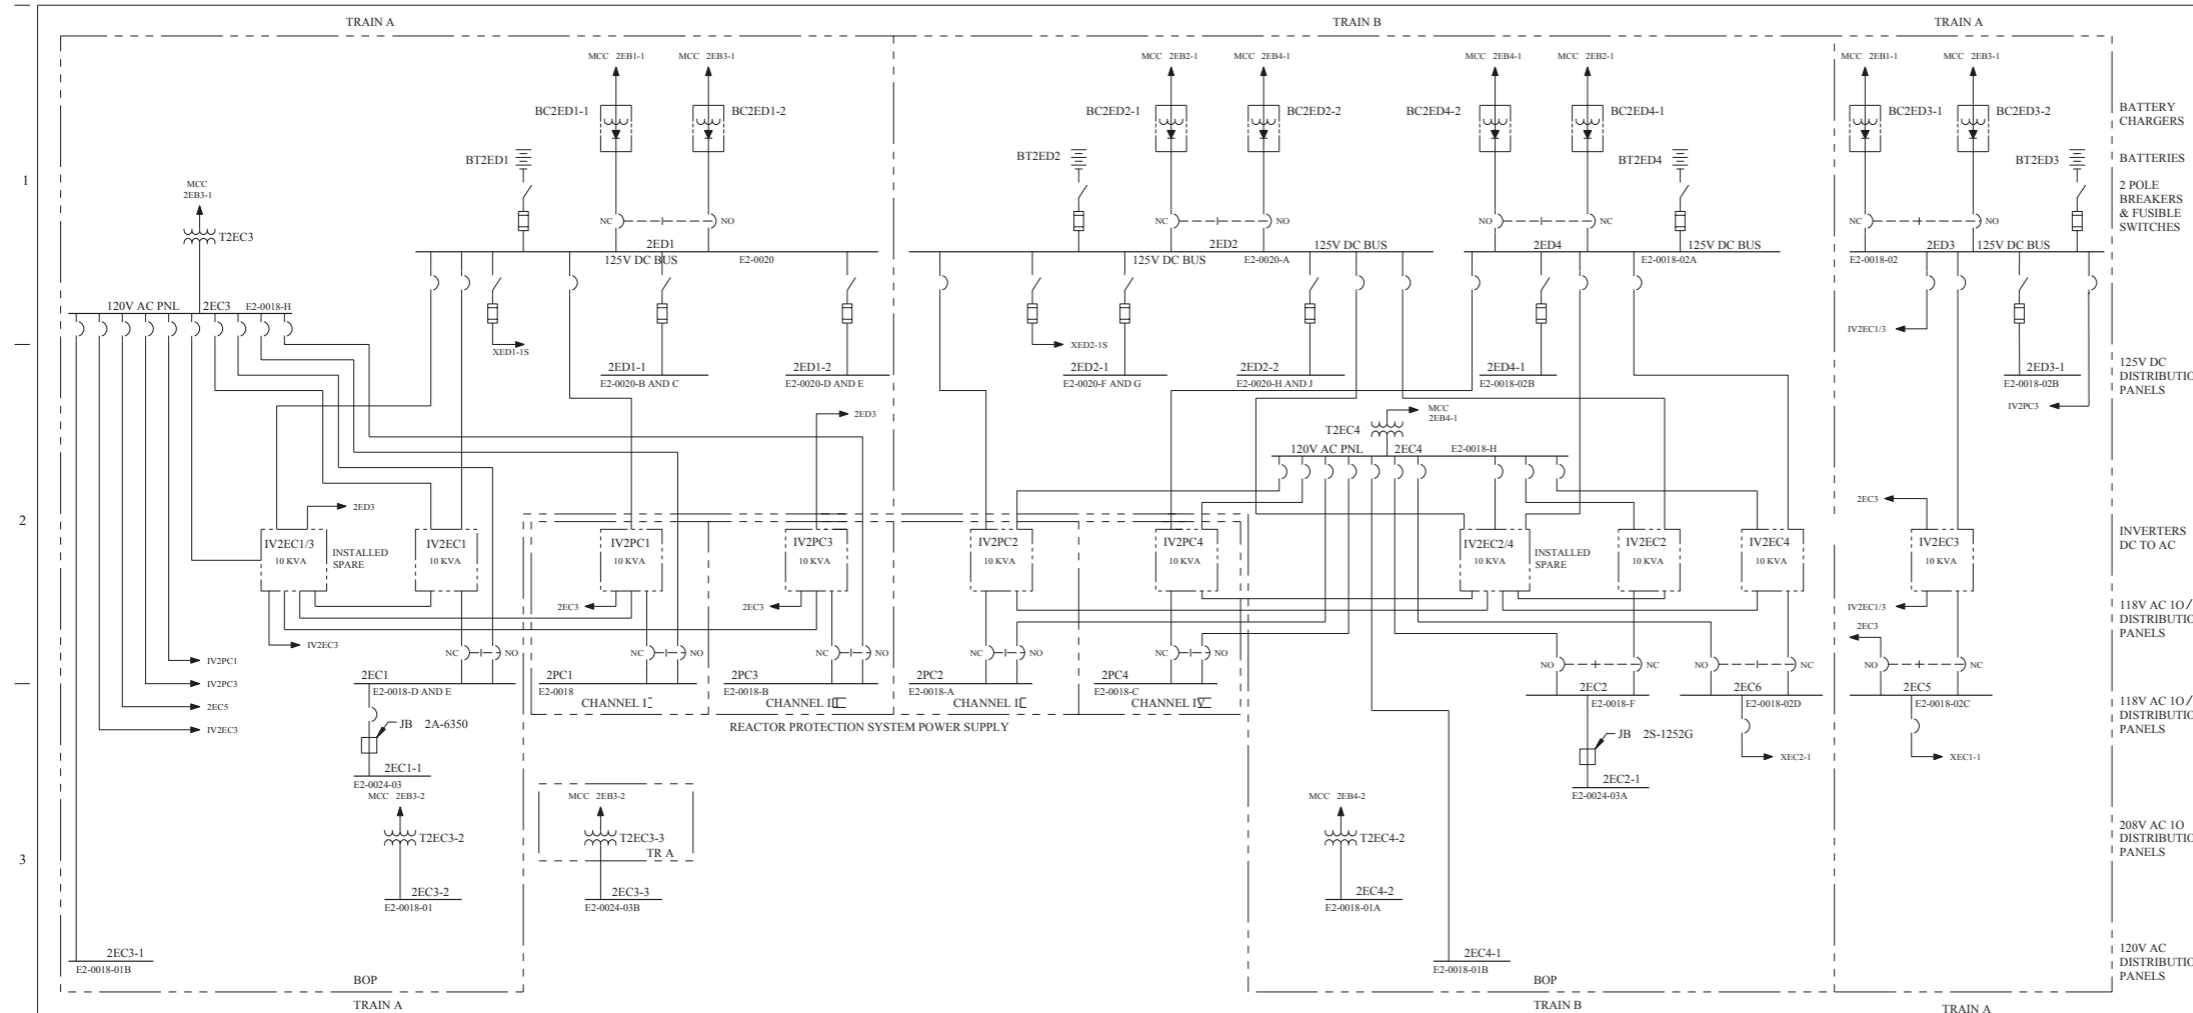 TRAIN A
TRAIN B
TRAIN A
MCC 2EB1-1
MCC 2EB3-1
MCC 2EB2-1
MCC 2EB4-1
MCC 2EB4-1
MCC 2EB2-1
MCC 2EB1-1
MCC 2EB3-1
BC2ED1-1
BC2ED1-2
BC2ED2-1
BC2ED2-2
BC2ED4-2
BC2ED4-1
BC2ED3-1
BC2ED3-2
BATTERY
CHARGERS
BT2ED1
BT2ED2
BT2ED4
BT2ED3
BATTERIES
1
MCC
2EB3-1
2 POLE
BREAKERS
& FUSIBLE
SWITCHES
NC
NO
NC
NO
NO
NC
NC
NO
T2EC3
2ED1
125V DC BUS
E2-0020
2ED2
125V DC BUS
125V DC BUS
E2-0020-A
2ED4
125V DC BUS
E2-0018-02A
2ED3
125V DC BUS
E2-0018-02
120V AC PNL
2EC3
E2-0018-H
IV2EC1/3
XED1-1S
XED2-1S
2ED1-1
E2-0020-B AND C
2ED1-2
E2-0020-D AND E
2ED2-1
E2-0020-F AND G
2ED2-2
E2-0020-H AND J
2ED4-1
E2-0018-02B
2ED3-1
E2-0018-02B
125V DC
DISTRIBUTIO
PANELS
IV2PC3
2ED3
MCC
2EB4-1
T2EC4
120V AC PNL
2EC4
E2-0018-H
2ED3
2EC3
2
IV2EC1/3
10 KVA
INSTALLED
SPARE
IV2EC1
10 KVA
IV2PC1
10 KVA
IV2PC3
10 KVA
IV2PC2
10 KVA
IV2PC4
10 KVA
IV2EC2/4
10 KVA
INSTALLED
SPARE
IV2EC2
10 KVA
IV2EC4
10 KVA
IV2EC3
10 KVA
INVERTERS
DC TO AC
2EC3
2EC3
IV2EC1/3
118V AC 1O/
DISTRIBUTIO
PANELS
IV2EC3
2EC3
NC
NO
NC
NO
NC
NO
NC
NO
NC
NO
NO
NC
NO
NC
NO
NC
IV2PC1
IV2PC3
2EC5
IV2EC3
2EC1
E2-0018-D AND E
2PC1
E2-0018
2PC3
E2-0018-B
2PC2
E2-0018-A
2PC4
E2-0018-C
2EC2
E2-0018-F
2EC6
E2-0018-02D
2EC5
E2-0018-02C
CHANNEL I
CHANNEL III
CHANNEL II
CHANNEL IV
118V AC 1O/
DISTRIBUTIO
PANELS
REACTOR PROTECTION SYSTEM POWER SUPPLY
JB 2A-6350
JB 2S-1252G
XEC2-1
XEC1-1
2EC1-1
E2-0024-03
2EC2-1
E2-0024-03A
MCC 2EB3-2
MCC 2EB3-2
MCC 2EB4-2
T2EC3-2
T2EC3-3
TR A
T2EC4-2
3
208V AC 1O
DISTRIBUTIO
PANELS
2EC3-2
E2-0018-01
2EC3-3
E2-0024-03B
2EC4-2
E2-0018-01A
2EC3-1
E2-0018-01B
2EC4-1
E2-0018-01B
120V AC
DISTRIBUTIO
PANELS
BOP
BOP
TRAIN A
TRAIN B
TRAIN A